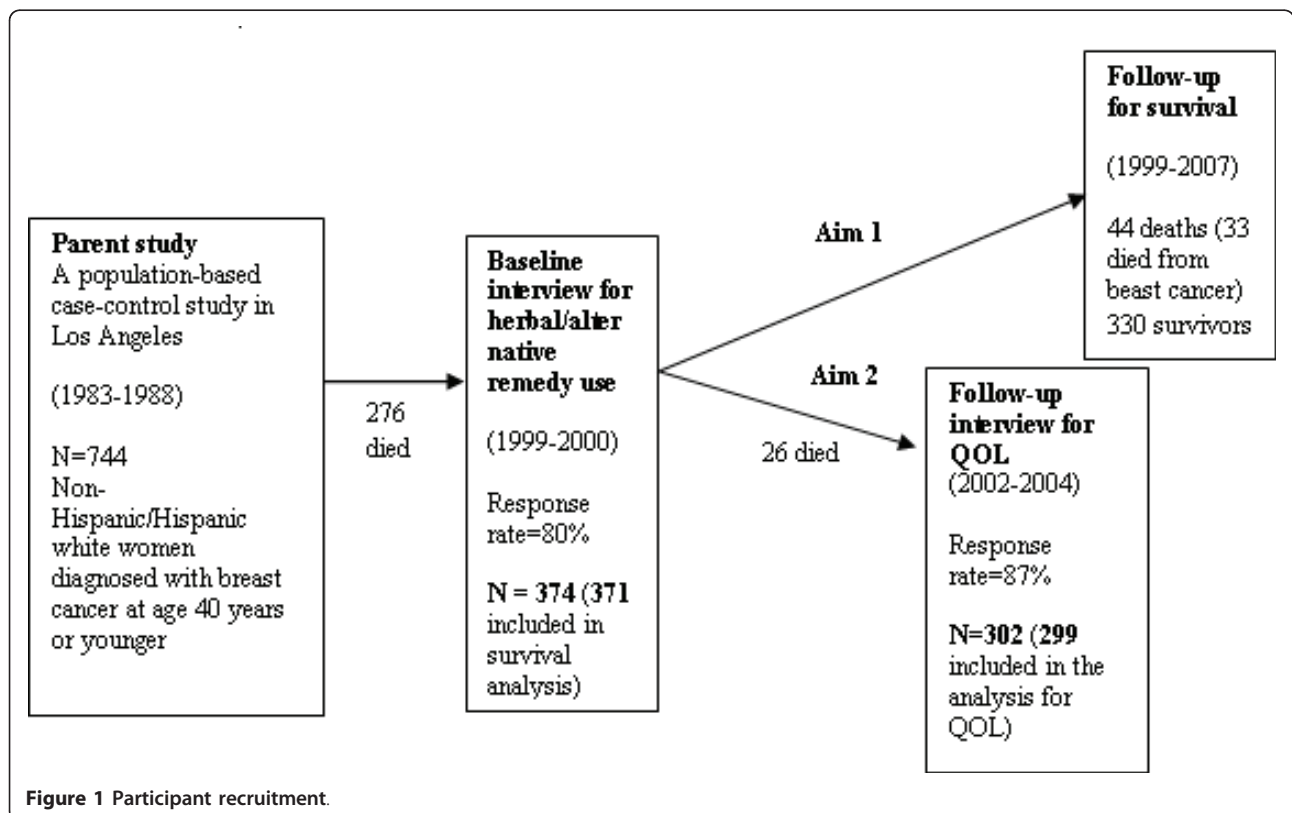 Parent study
A population-based
case-control study in
Los Angeles
(1983-1988)
N=744
Non-
Hispanic/Hispanic
white women
diagnosed with breast
cancer at age 40 years
or younger
276
died
Baseline
interview for
herbal/alter
native
remedy use
(1999-2000)
Response
rate=80%
N = 374 (371
included in
survival
analysis)
Aim 1
Follow-up
for survival
(1999-2007)
44 deaths (33
died from
beast cancer)
330 survivors
Aim 2
26 died
Follow-up
interview for
QOL
(2002-2004)
Response
rate=87%
N=302 (299
included in the
analysis for
QOL)
Figure 1 Participant recruitment.